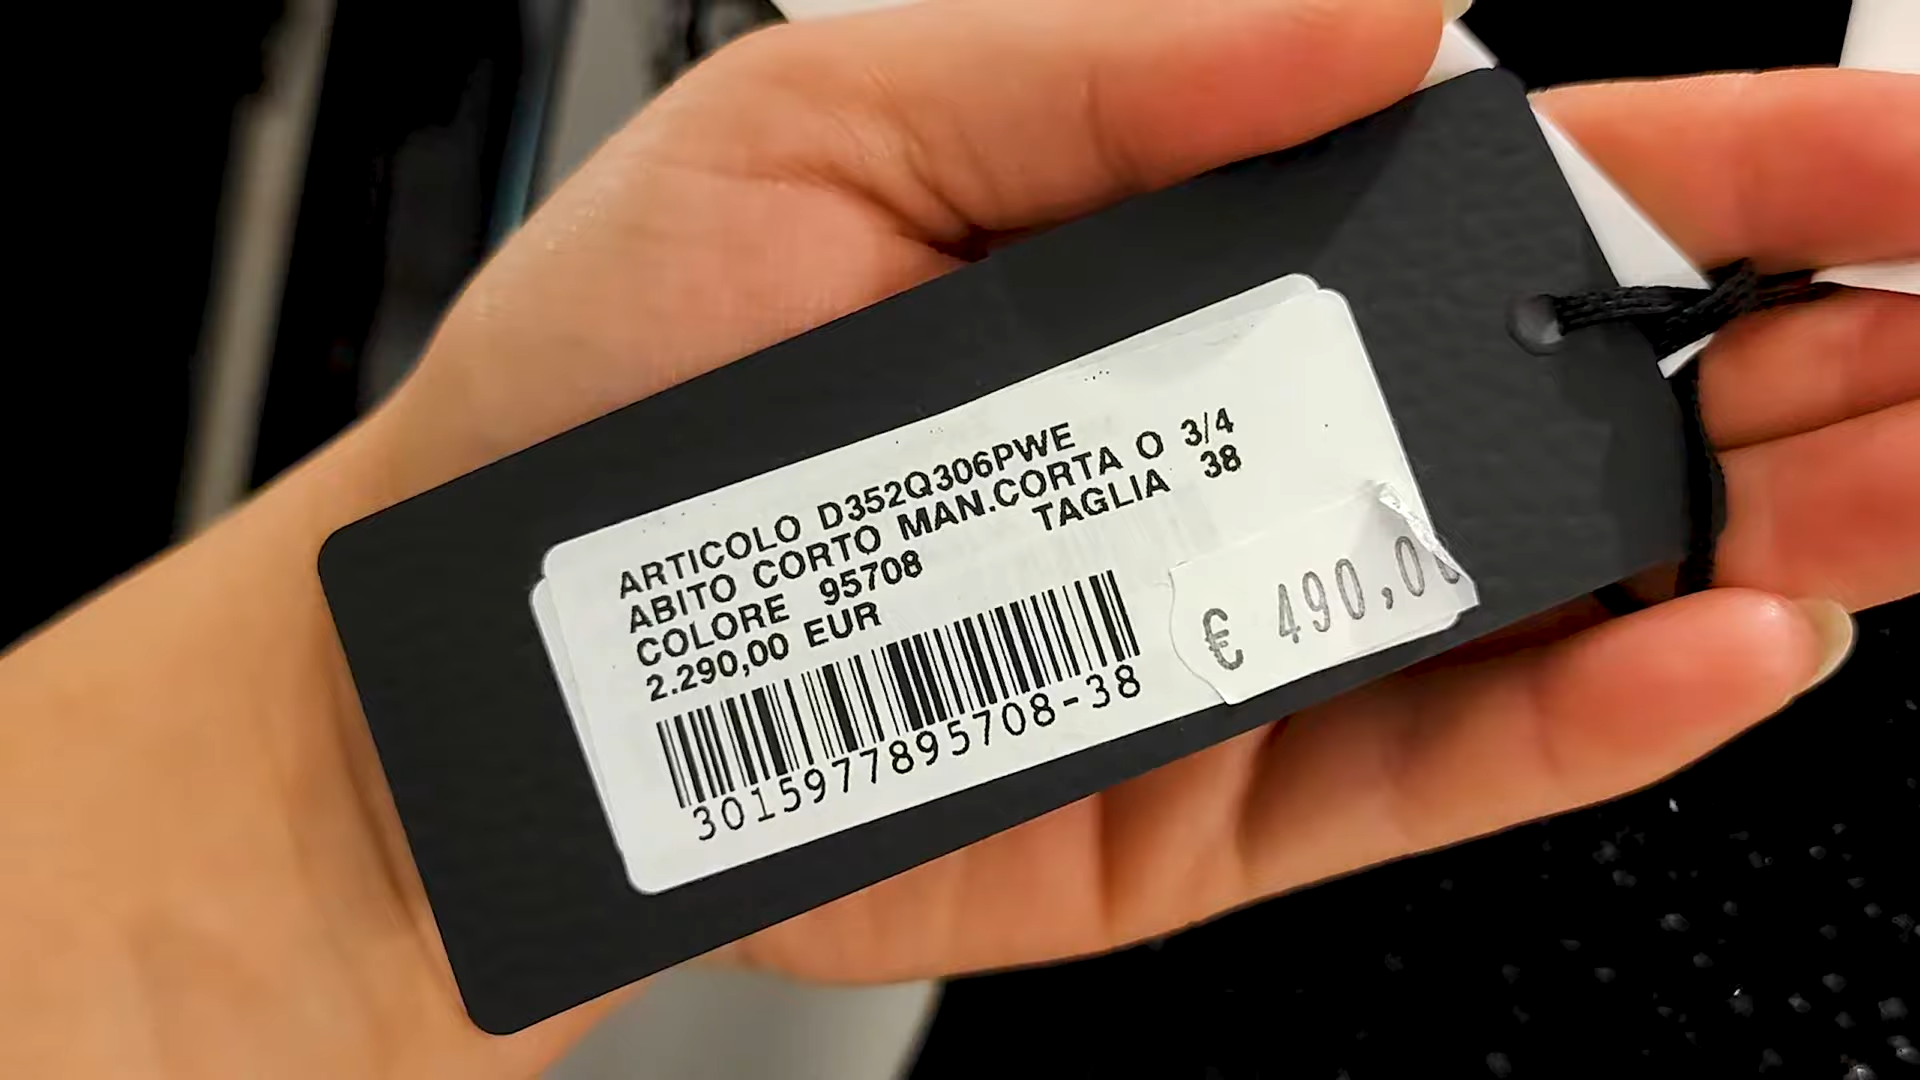 ARTICOLO D352Q306PWE
ABITO CORTO MAN.CORTA O 3/4
COLORE 95708 TAGLIA 38
2.290,00 EUR
3015977895708-38
€ 490,00